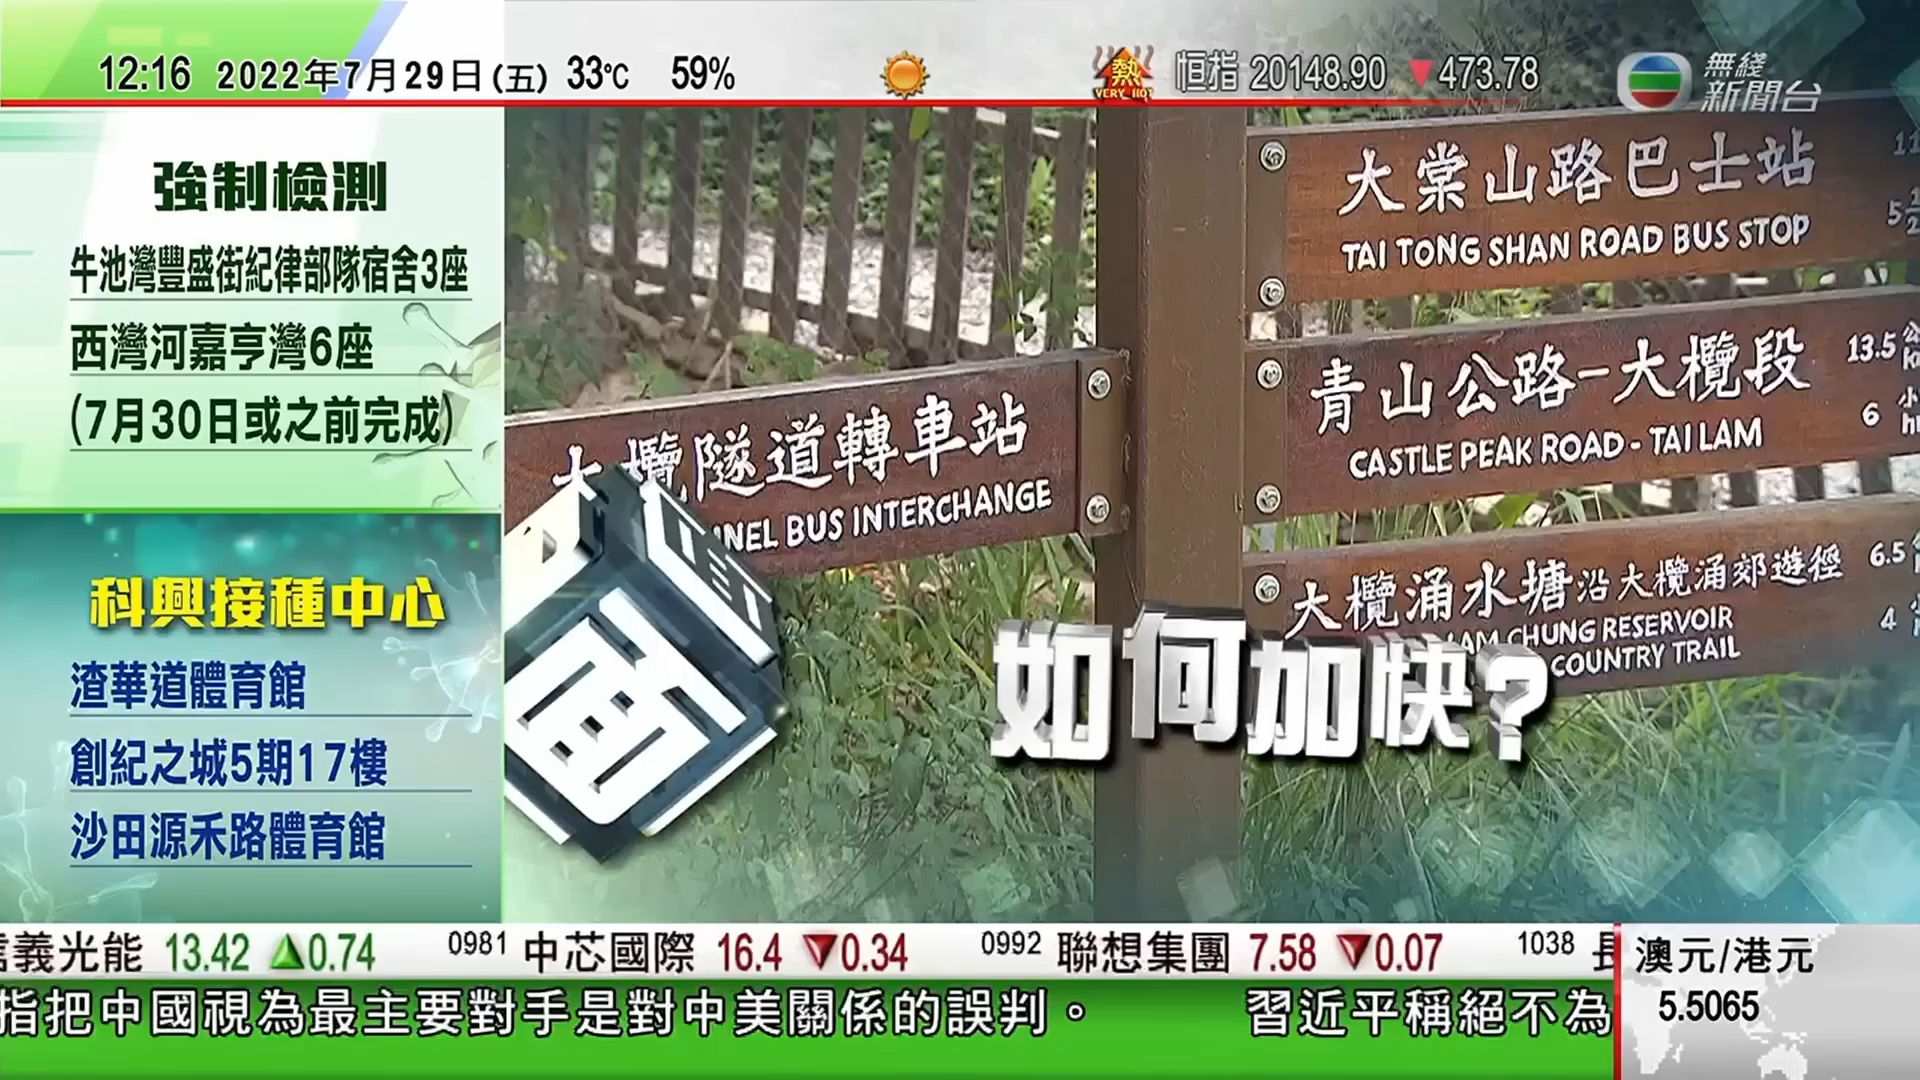 12:16 2022年7月29日(五) 33℃ 59%
熱
VERY HOT
恒指 20148.90 ▼473.78
無綫
新聞台
強制檢測
牛池灣豐盛街紀律部隊宿舍3座
西灣河嘉亨灣6座
(7月30日或之前完成)
科興接種中心
渣華道體育館
創紀之城5期17樓
沙田源禾路體育館
大棠山路巴士站
TAI TONG SHAN ROAD BUS STOP
青山公路-大欖段 13.5
CASTLE PEAK ROAD - TAI LAM 6
大欖隧道轉車站
BUS INTERCHANGE
大欖涌水塘沿大欖涌郊遊徑 6.5
CHUNG RESERVOIR 4
COUNTRY TRAIL
面
如何加快?
信義光能 13.42 ▲0.74 0981 中芯國際 16.4 ▼0.34 0992 聯想集團 7.58 ▼0.07 1038
指把中國視為最主要對手是對中美關係的誤判。 習近平稱絕不為
澳元/港元
5.5065